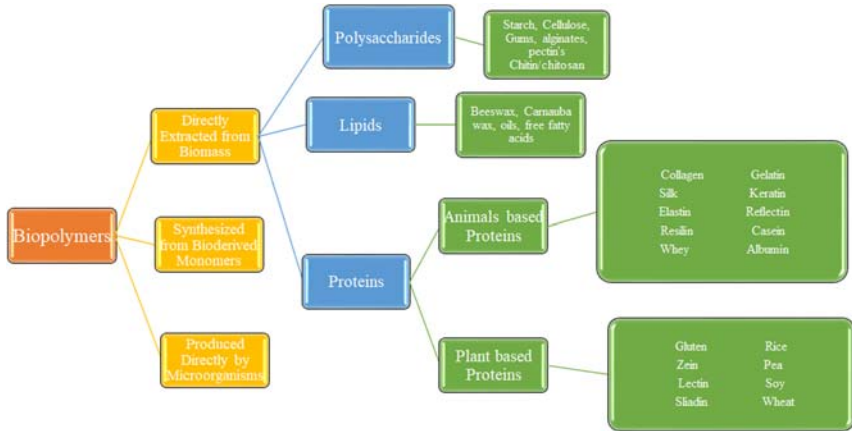 Biopolymers
Directly
Extracted from
Biomass
Synthesized
from Bioderived
Monomers
Produced
Directly by
Microorganisms
Polysaccharides
Lipids
Proteins
Starch, Cellulose,
Gums, alginates,
pectin's
Chitin/chitosan
Beeswax, Carnauba
wax, oils, free fatty
acids
Animals based
Proteins
Plant based
Proteins
Collagen Gelatin
Silk Keratin
Elastin Reflectin
Resilin Casein
Whey Albumin
Gluten Rice
Zein Pea
Lectin Soy
Sliadin Wheat